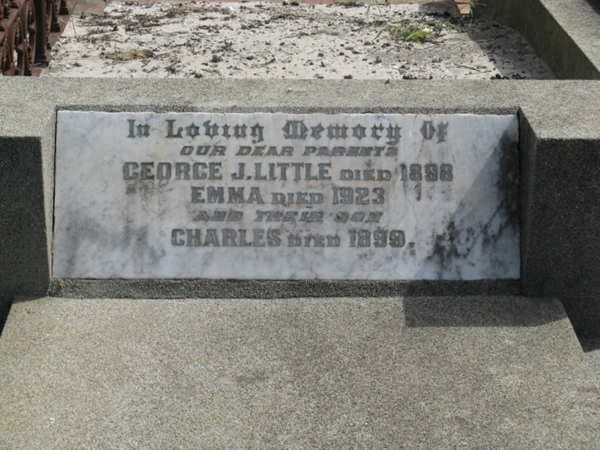 In Loving Memory Of
OUR DEAR PARENTS
GEORGE J. LITTLE DIED 1898
EMMA DIED 1923
AND THEIR SON
CHARLES DIED 1899